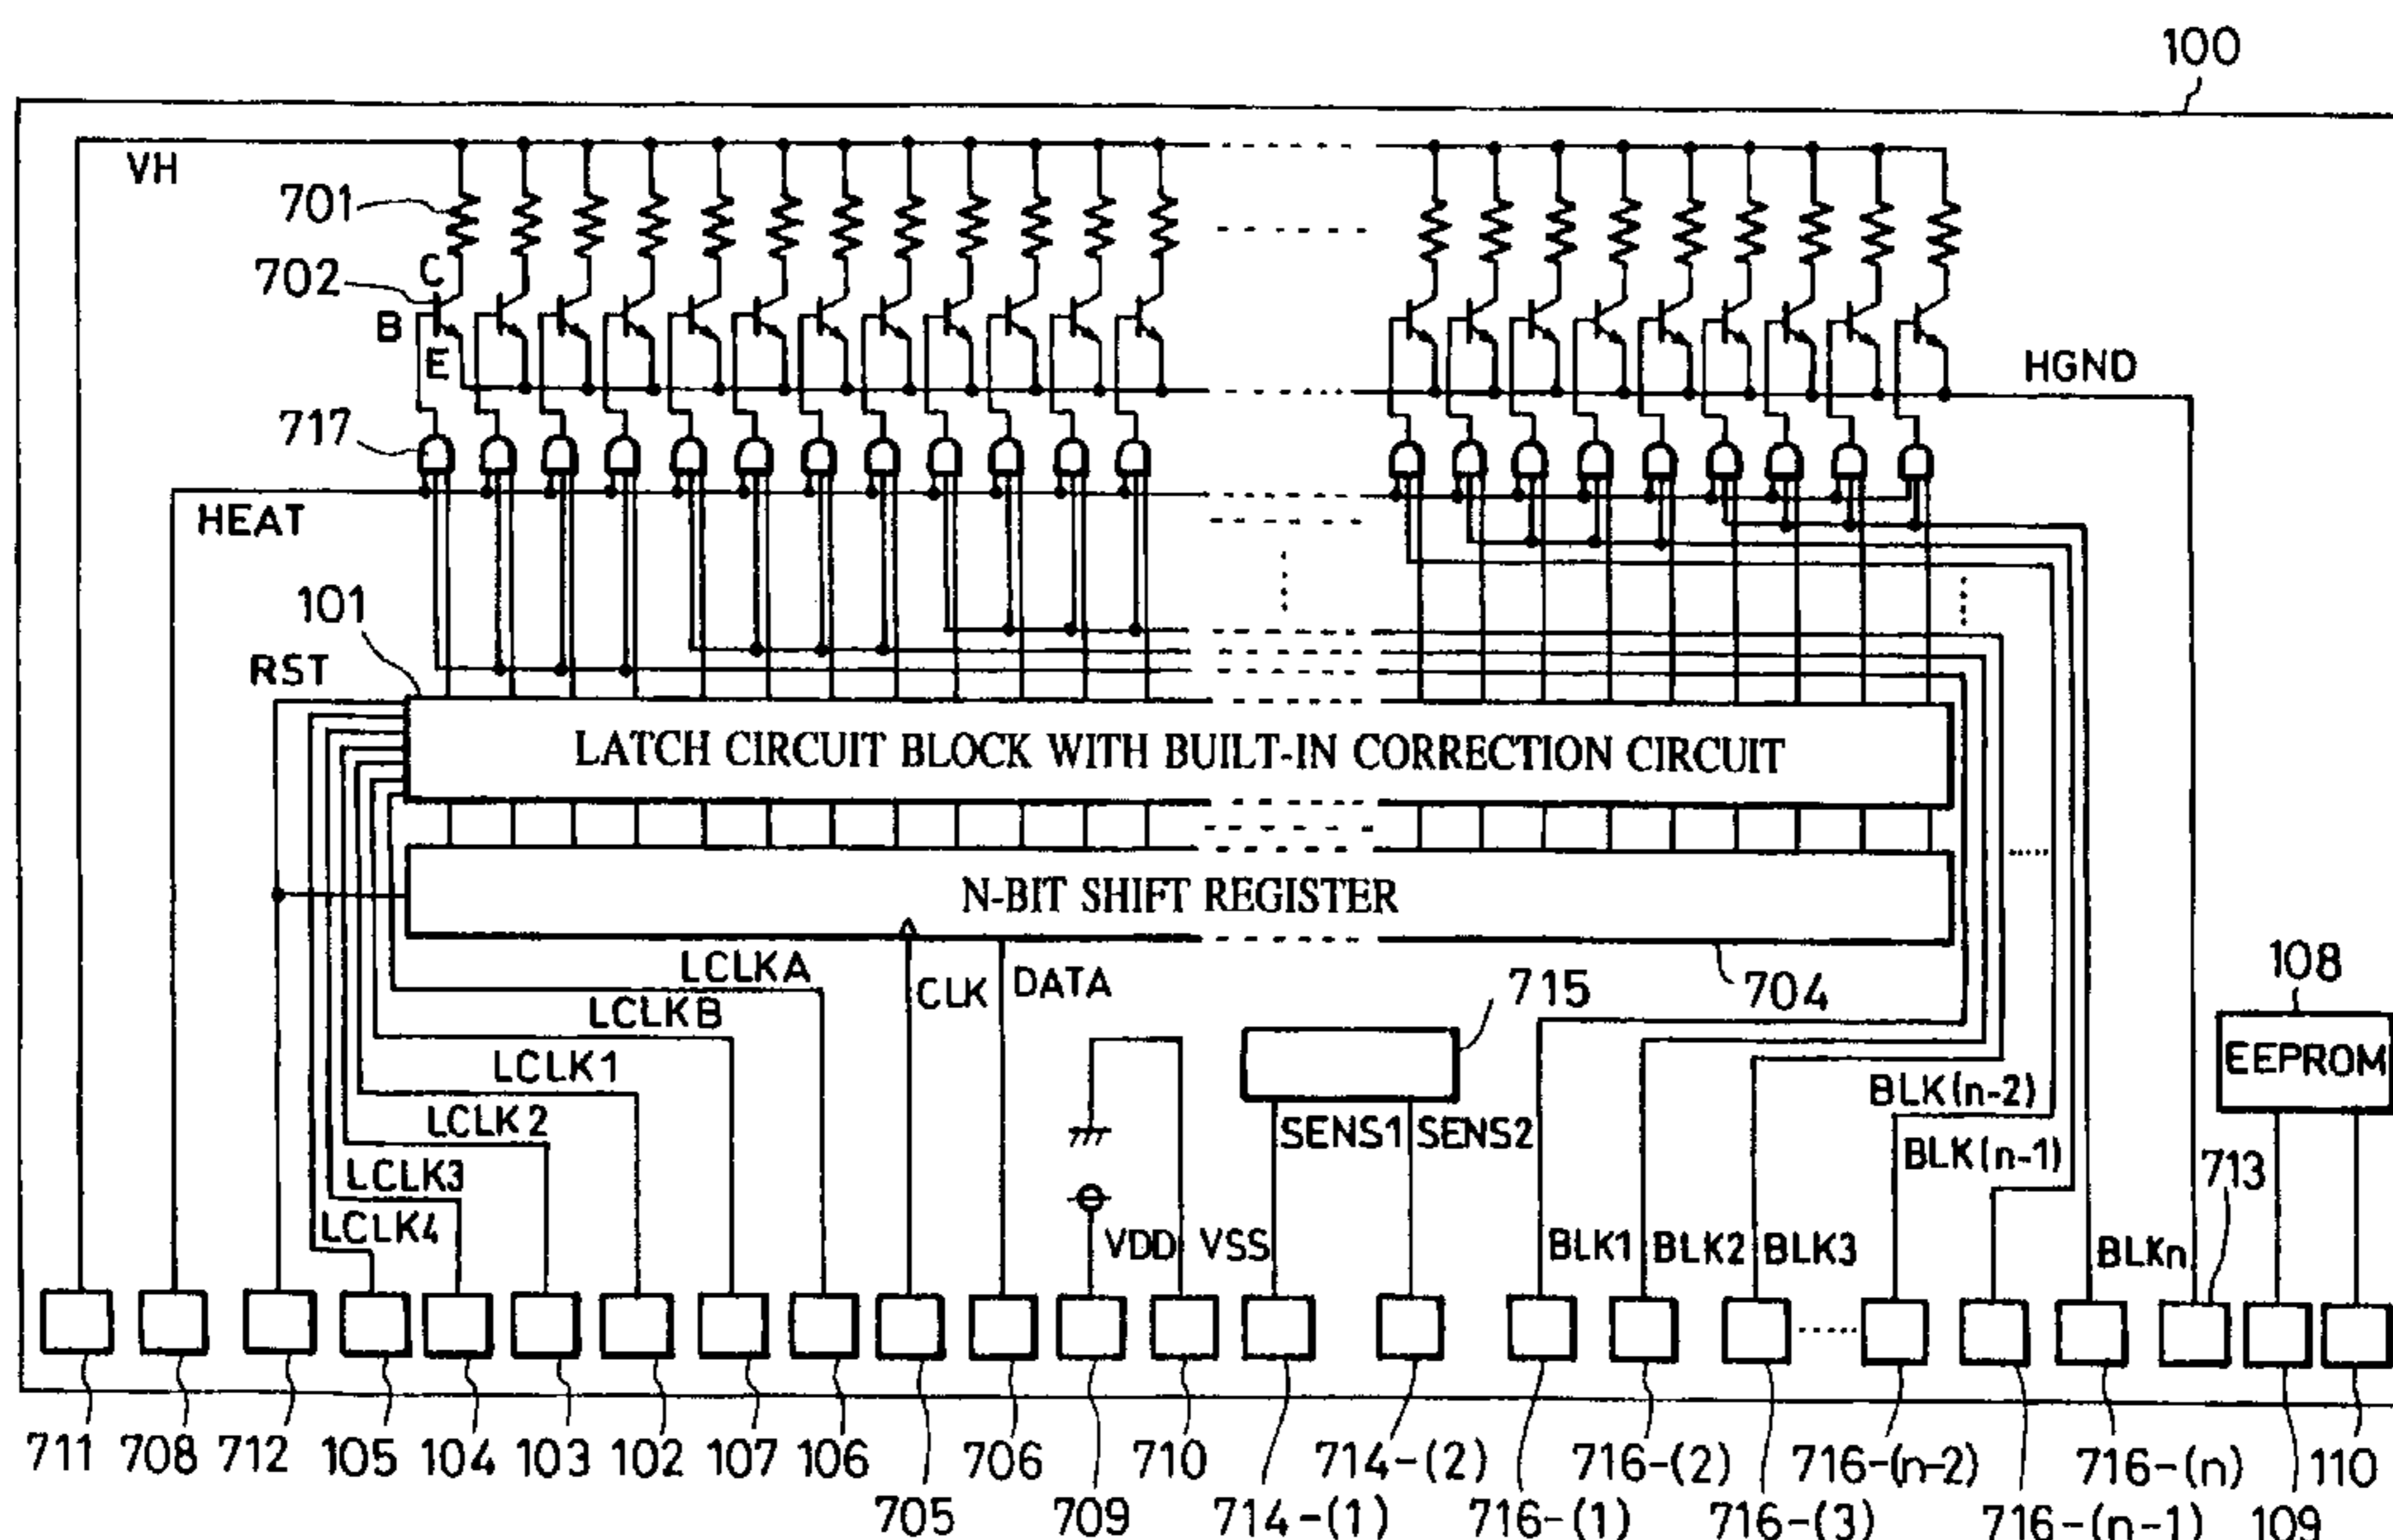 100
VH
701
C
702
B
E
HGND
717
HEAT
101
RST
LATCH CIRCUIT BLOCK WITH BUILT-IN CORRECTION CIRCUIT
N-BIT SHIFT REGISTER
LCLKA
CLK
DATA
715
704
108
LCLKB
EEPROM
LCLK1
BLK(n-2)
LCLK2
SENS1
SENS2
BLK(n-1)
LCLK3
713
LCLK4
VDD
VSS
BLK1
BLK2
BLK3
BLKn
711 708 712 105 104 103 102 107 106 706 710 714-(2) 716-(2) 716-(n-2) 716-(n) 110
705 709 714-(1) 716-(1) 716-(3) 716-(n-1) 109